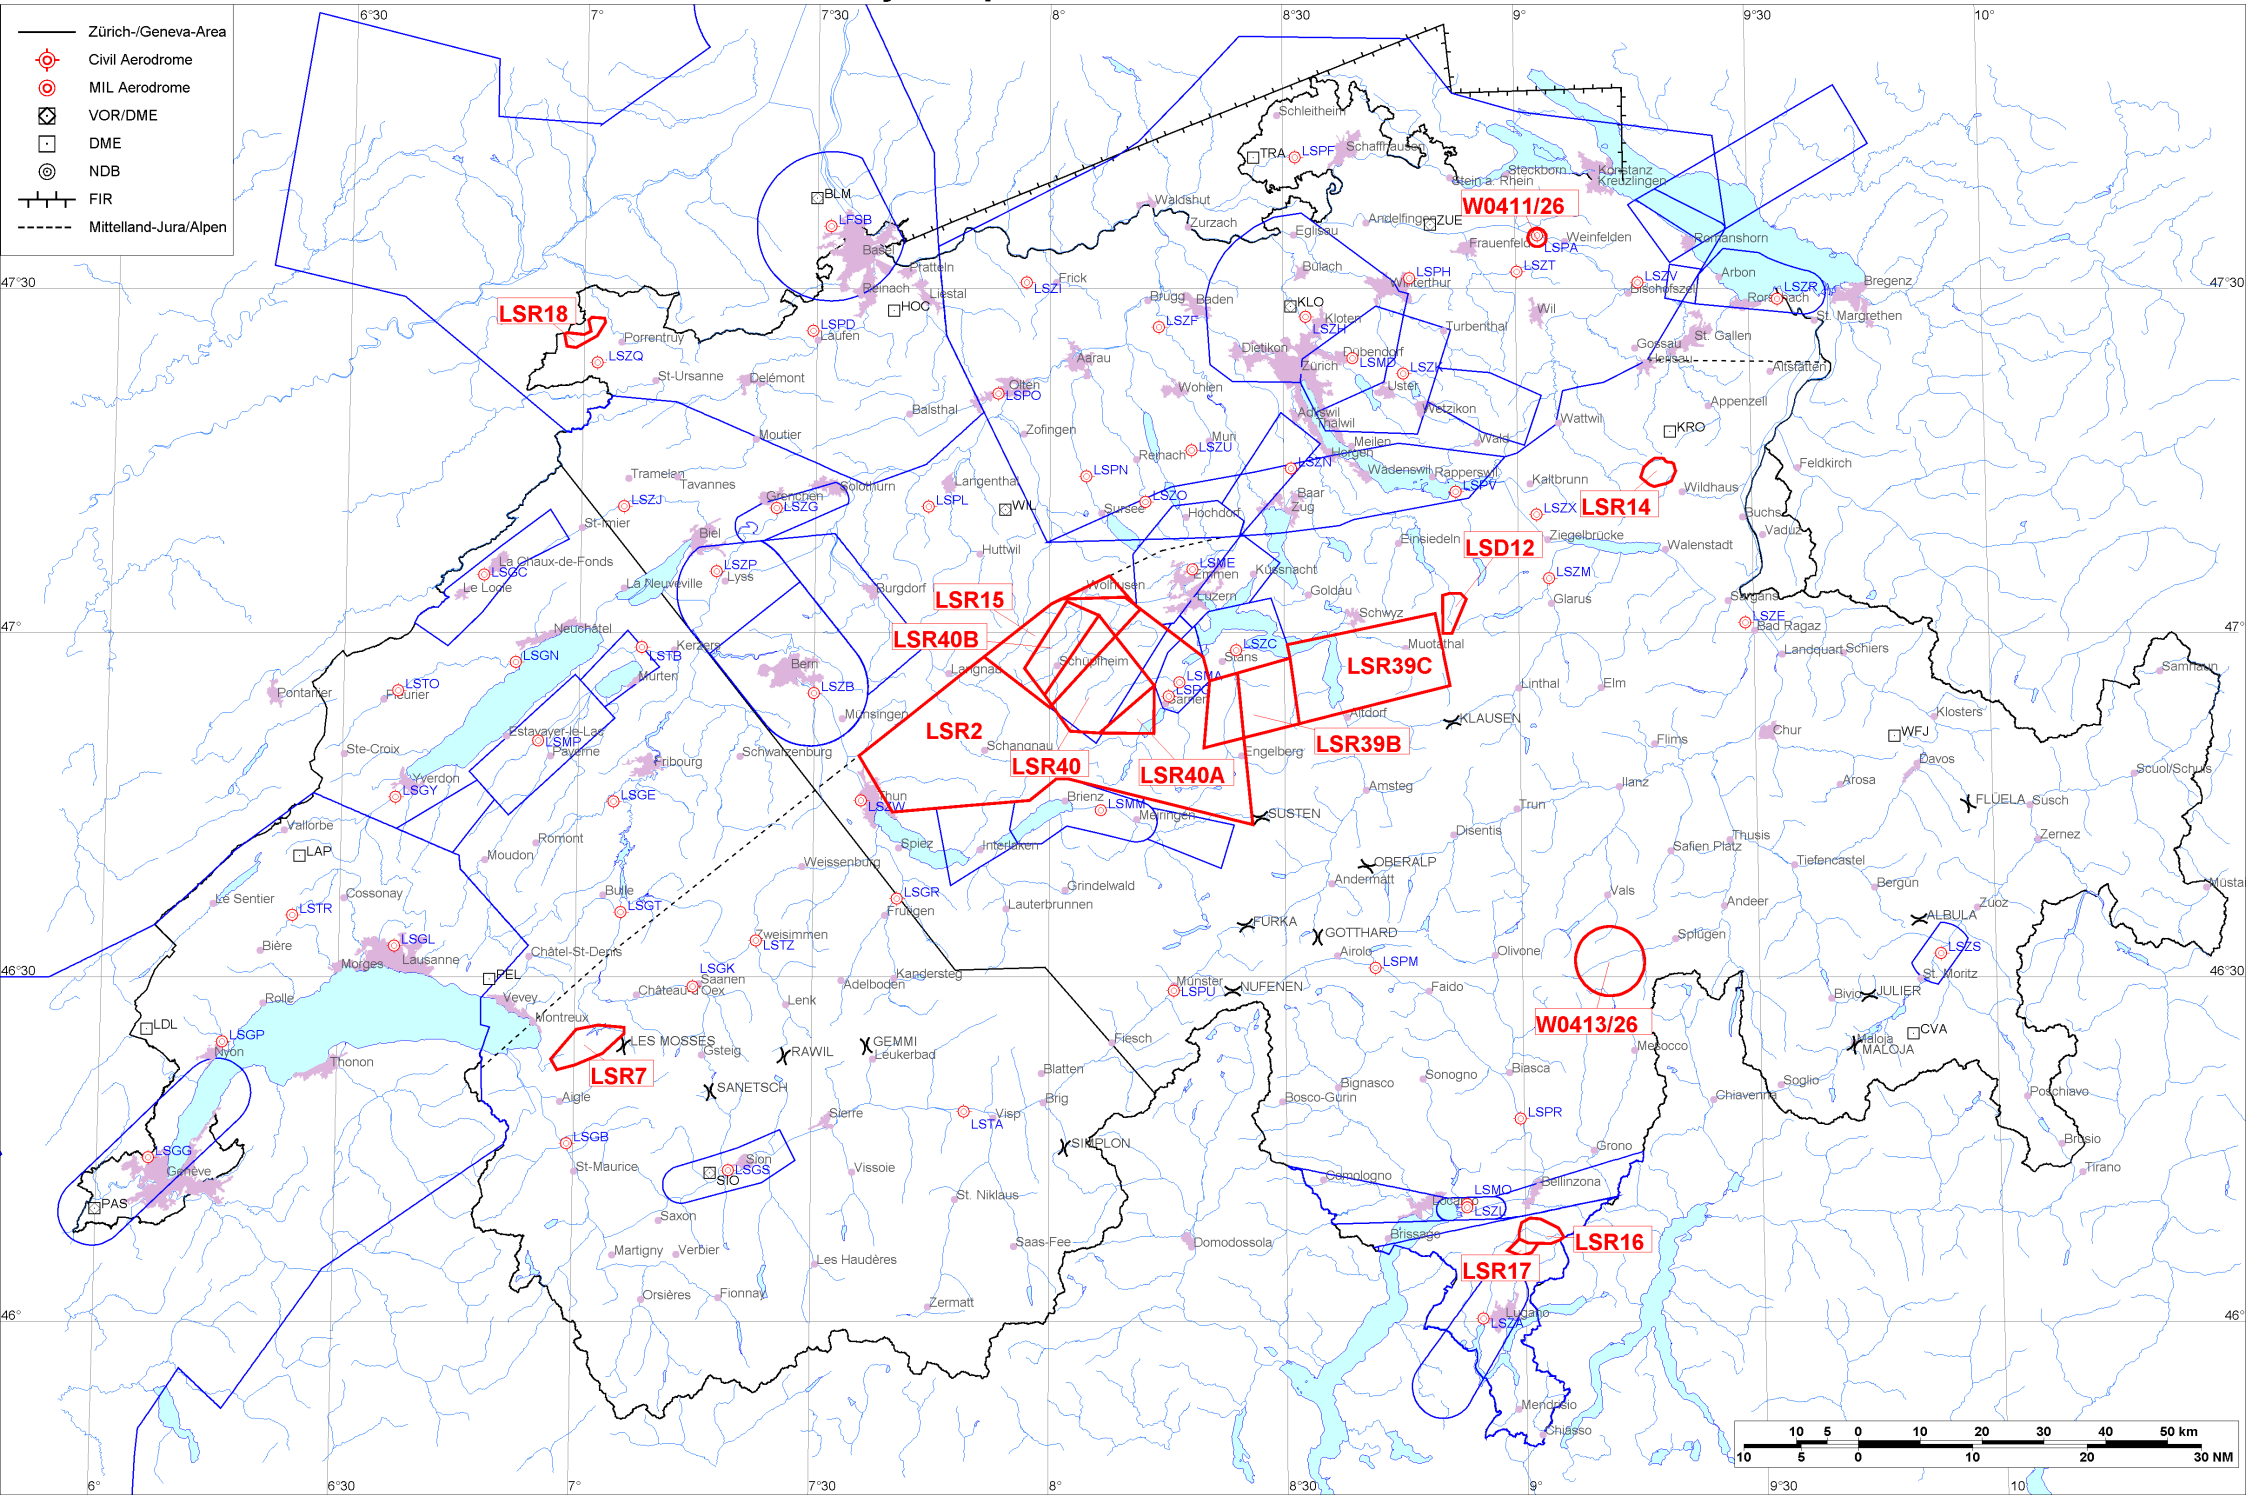 6°30
7°
7°30
8°
8°30
9°
9°30
10°
Zürich-/Geneva-Area
Civil Aerodrome
MIL Aerodrome
VOR/DME
DME
NDB
FIR
Mittelland-Jura/Alpen
Schleitheim
TRA
LSPF
Schaffhausen
Steckborn
Stein a. Rhein
Konstanz
Kreuzlingen
BLM
LFSB
Basel
Waldshut
Zurzach
Eglisau
Andelfingen
ZUE
W0411/26
LSPA
Weinfelden
Frauenfeld
Romanshorn
Pratteln
Reinach
Liestal
HOC
LSZI
Frick
Bülach
LSPH
Winterthur
LSZT
LSZV
Bischofszell
Arbon
LSZR
Rorschach
Bregenz
47°30
47°30
LSR18
Porrentruy
LSZQ
LSPD
Laufen
Brugg
Baden
LSZF
KLO
Kloten
LSZH
Wil
St. Margrethen
St. Gallen
Gossau
Herisau
Altstätten
Turbenthal
Dietikon
Dübendorf
LSMD
Zürich
LSZK
Uster
Wetzikon
Aarau
St-Ursanne
Delémont
Olten
LSPO
Wohlen
Balsthal
Zofingen
Adliswil
Thalwil
Appenzell
Wattwil
KRO
Moutier
Muri
LSZU
Reinach
Meilen
Horgen
Wald
Tramelan
Tavannes
Grenchen
LSZG
Solothurn
Langenthal
LSPN
LSZN
Wädenswil
Rapperswil
LSPV
Kaltbrunn
LSR14
Wildhaus
Feldkirch
LSZJ
LSPL
WIL
LSZO
Sursee
Hochdorf
Baar
Zug
LSZX
Buchs
Vaduz
St-Imier
Biel
Huttwil
Einsiedeln
LSD12
Ziegelbrücke
Walenstadt
La Chaux-de-Fonds
LSGC
Le Locle
LSZP
Lyss
La Neuveville
Burgdorf
LSR15
Wolhusen
LSME
Emmen
Küssnacht
Luzern
Goldau
LSZM
Glarus
Sargans
LSZE
Bad Ragaz
47°
47°
Neuchâtel
Kerzers
LSR40B
Schüpfheim
Schwyz
Muotathal
LSGN
LSTB
Murten
Bern
LSZB
Langnau
LSZC
Stans
LSMA
LSPG
Sarnen
LSR39C
Landquart
Schiers
Samnaun
Pontarlier
LSTO
Fleurier
Münsingen
LSR2
Linthal
Elm
Altdorf
KLAUSEN
Klosters
Ste-Croix
Estavayer-le-Lac
LSMP
Payerne
Schwarzenburg
Schangnau
Engelberg
LSR39B
LSR40
LSR40A
Flims
Chur
WFJ
Davos
Yverdon
LSGY
Fribourg
LSGE
Thun
LSZW
Brienz
LSMM
Meiringen
SUSTEN
Amsteg
Trun
Ilanz
Arosa
Scuol/Schuls
FLÜELA
Susch
Vallorbe
LAP
Romont
Moudon
Weissenburg
Spiez
Interlaken
Disentis
Safien Platz
Thusis
Zernez
Tiefencastel
Le Sentier
Cossonay
Bulle
LSGT
LSGR
Frutigen
Grindelwald
Lauterbrunnen
OBERALP
Andermatt
Vals
Bergün
Müstair
LSTR
FURKA
GOTTHARD
Andeer
Zuoz
ALBULA
Bière
LSGL
Lausanne
Morges
Châtel-St-Denis
Zweisimmen
LSTZ
Airolo
LSPM
Olivone
Splügen
LSZS
St. Moritz
46°30
46°30
PEL
Rolle
Vevey
Montreux
LSGK
Saanen
Château-d'Oex
Lenk
Adelboden
Kandersteg
Münster
LSPU
NUFENEN
Faido
W0413/26
Bivio
JULIER
CVA
LDL
LSGP
Nyon
Thonon
LES MOSSES
LSR7
Gsteig
RAWIL
GEMMI
Leukerbad
Fiesch
Mesocco
Maloja
MALOJA
Aigle
SANETSCH
Blatten
Brig
Bignasco
Sonogno
Biasca
Bosco-Gurin
Soglio
Chiavenna
Poschiavo
LSGB
Sierre
LSTA
Visp
SIMPLON
LSPR
Grono
Brusio
Tirano
LSGG
Genève
PAS
St-Maurice
Sion
LSGS
SIO
Vissoie
St. Niklaus
Comologno
LSMO
Locarno
LSZL
Bellinzona
Saxon
Martigny
Verbier
Les Haudères
Saas-Fee
Domodossola
Brissago
LSR16
LSR17
Orsières
Fionnay
Zermatt
Lugano
LSZA
46°
46°
Mendrisio
Chiasso
10 5 0 10 20 30 40 50 km
10 5 0 10 20 30 NM
6°
6°30
7°
7°30
8°
8°30
9°
9°30
10°